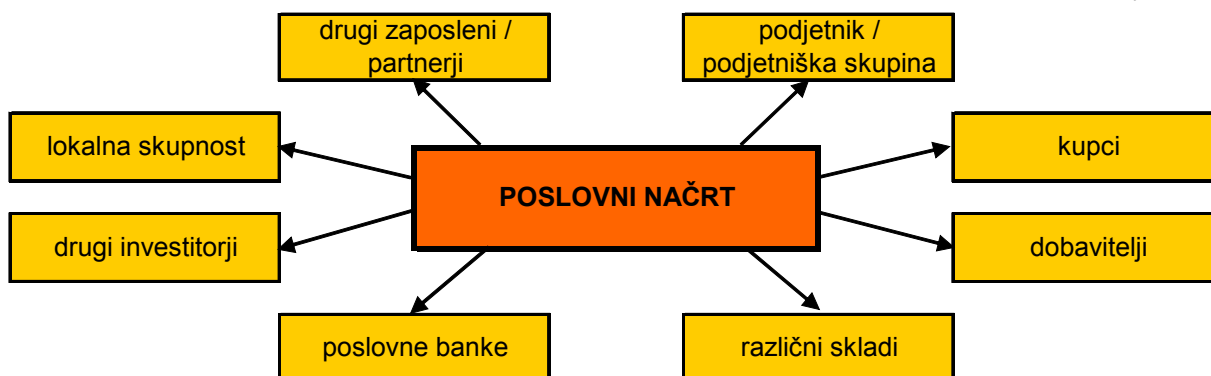 drugi zaposleni /
partnerji
podjetnik /
podjetniška skupina
lokalna skupnost
kupci
POSLOVNI NAČRT
drugi investitorji
dobavitelji
poslovne banke
različni skladi